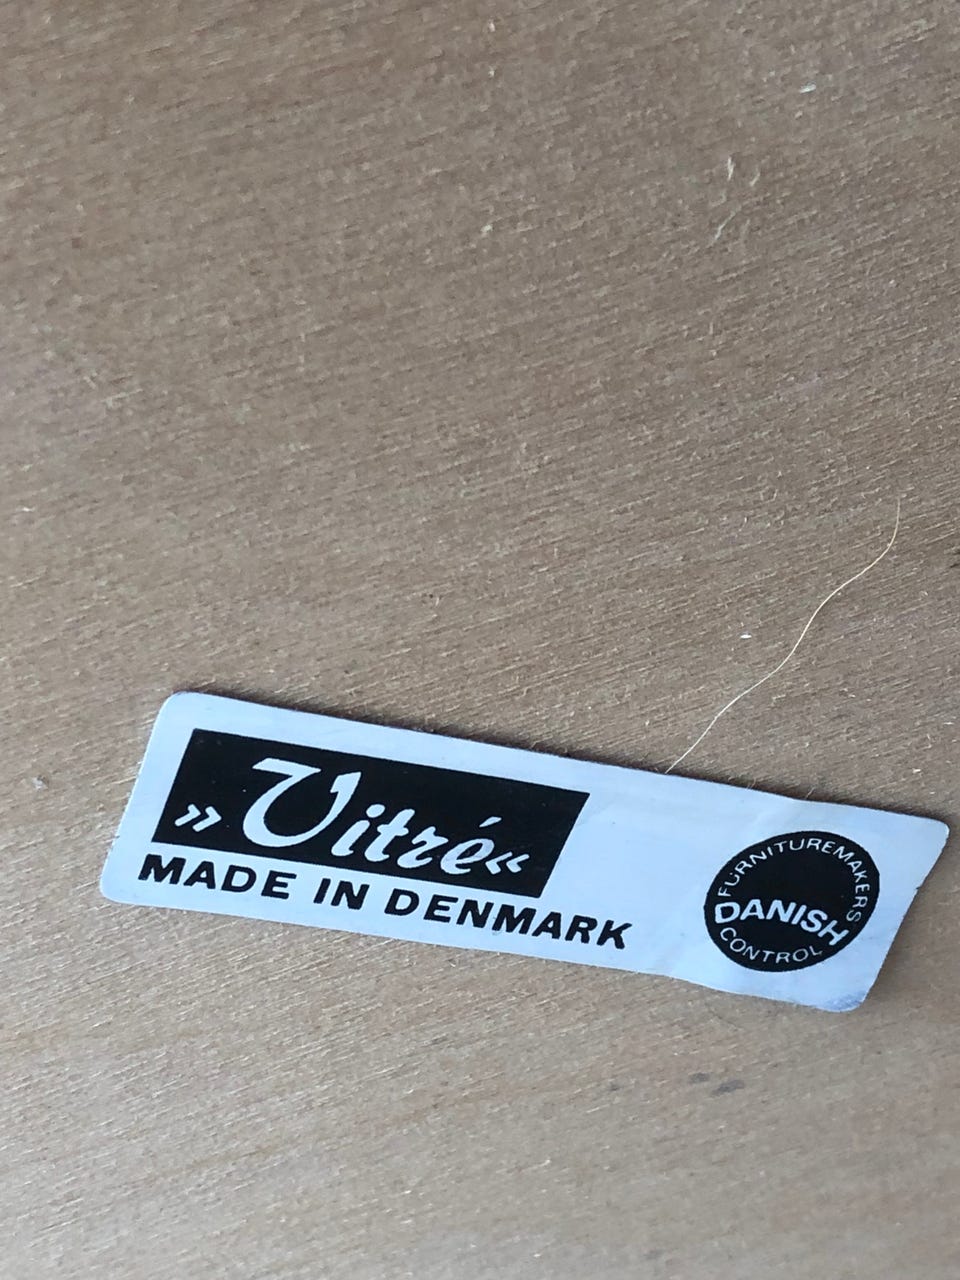 »Vitré«
MADE IN DENMARK
FURNITUREMAKERS
DANISH
CONTROL